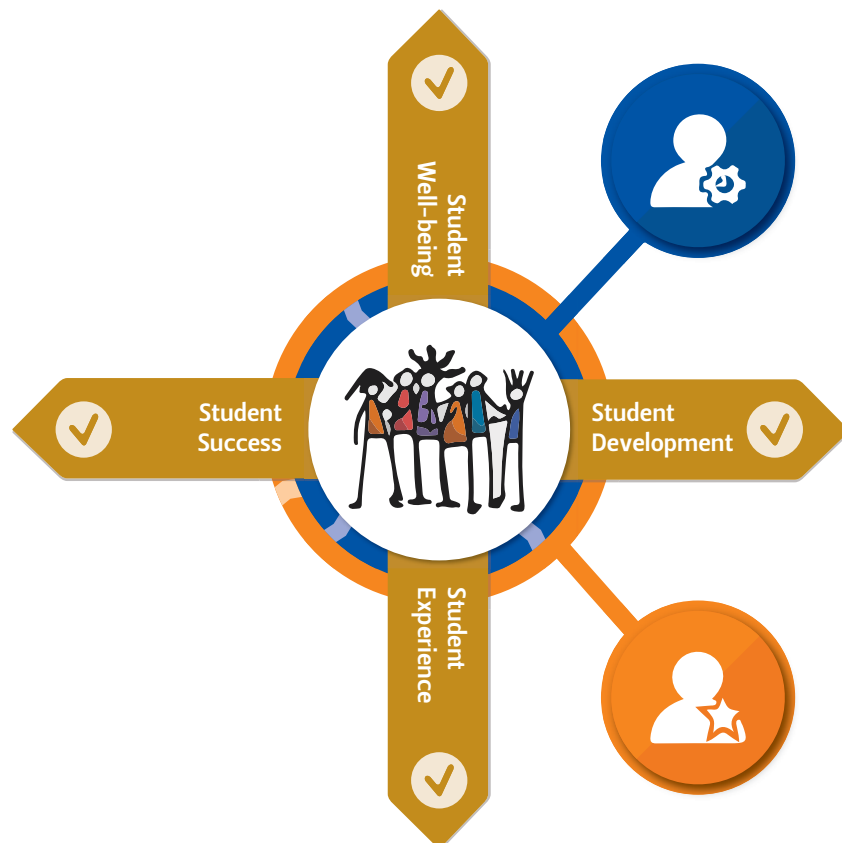 Student
Well-being
Student
Success
Student
Development
Student
Experience